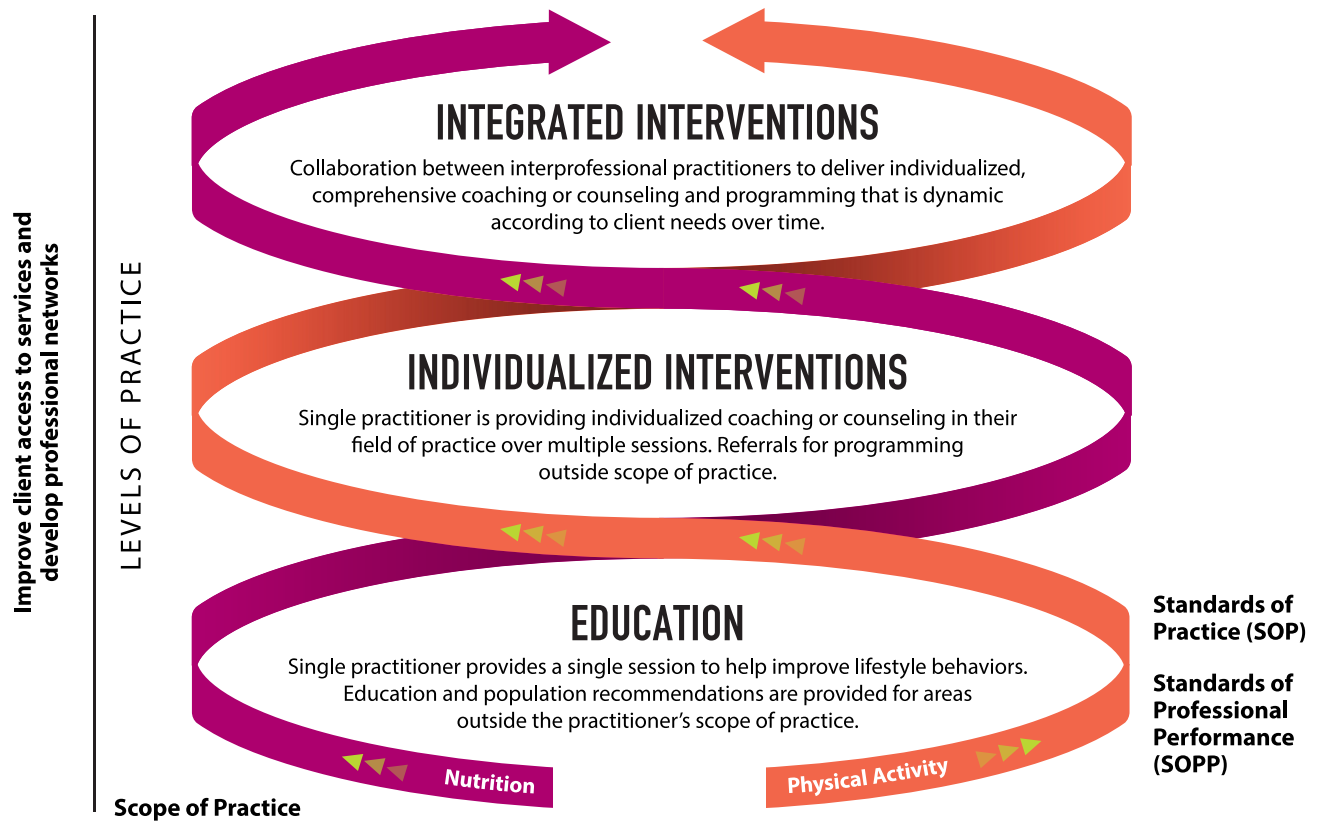 Improve client access to services and
develop professional networks
LEVELS OF PRACTICE
INTEGRATED INTERVENTIONS
Collaboration between interprofessional practitioners to deliver individualized,
comprehensive coaching or counseling and programming that is dynamic
according to client needs over time.
INDIVIDUALIZED INTERVENTIONS
Single practitioner is providing individualized coaching or counseling in their
field of practice over multiple sessions. Referrals for programming
outside scope of practice.
EDUCATION
Single practitioner provides a single session to help improve lifestyle behaviors.
Education and population recommendations are provided for areas
outside the practitioner’s scope of practice.
Nutrition
Physical Activity
Standards of
Practice (SOP)
Standards of
Professional
Performance
(SOPP)
Scope of Practice